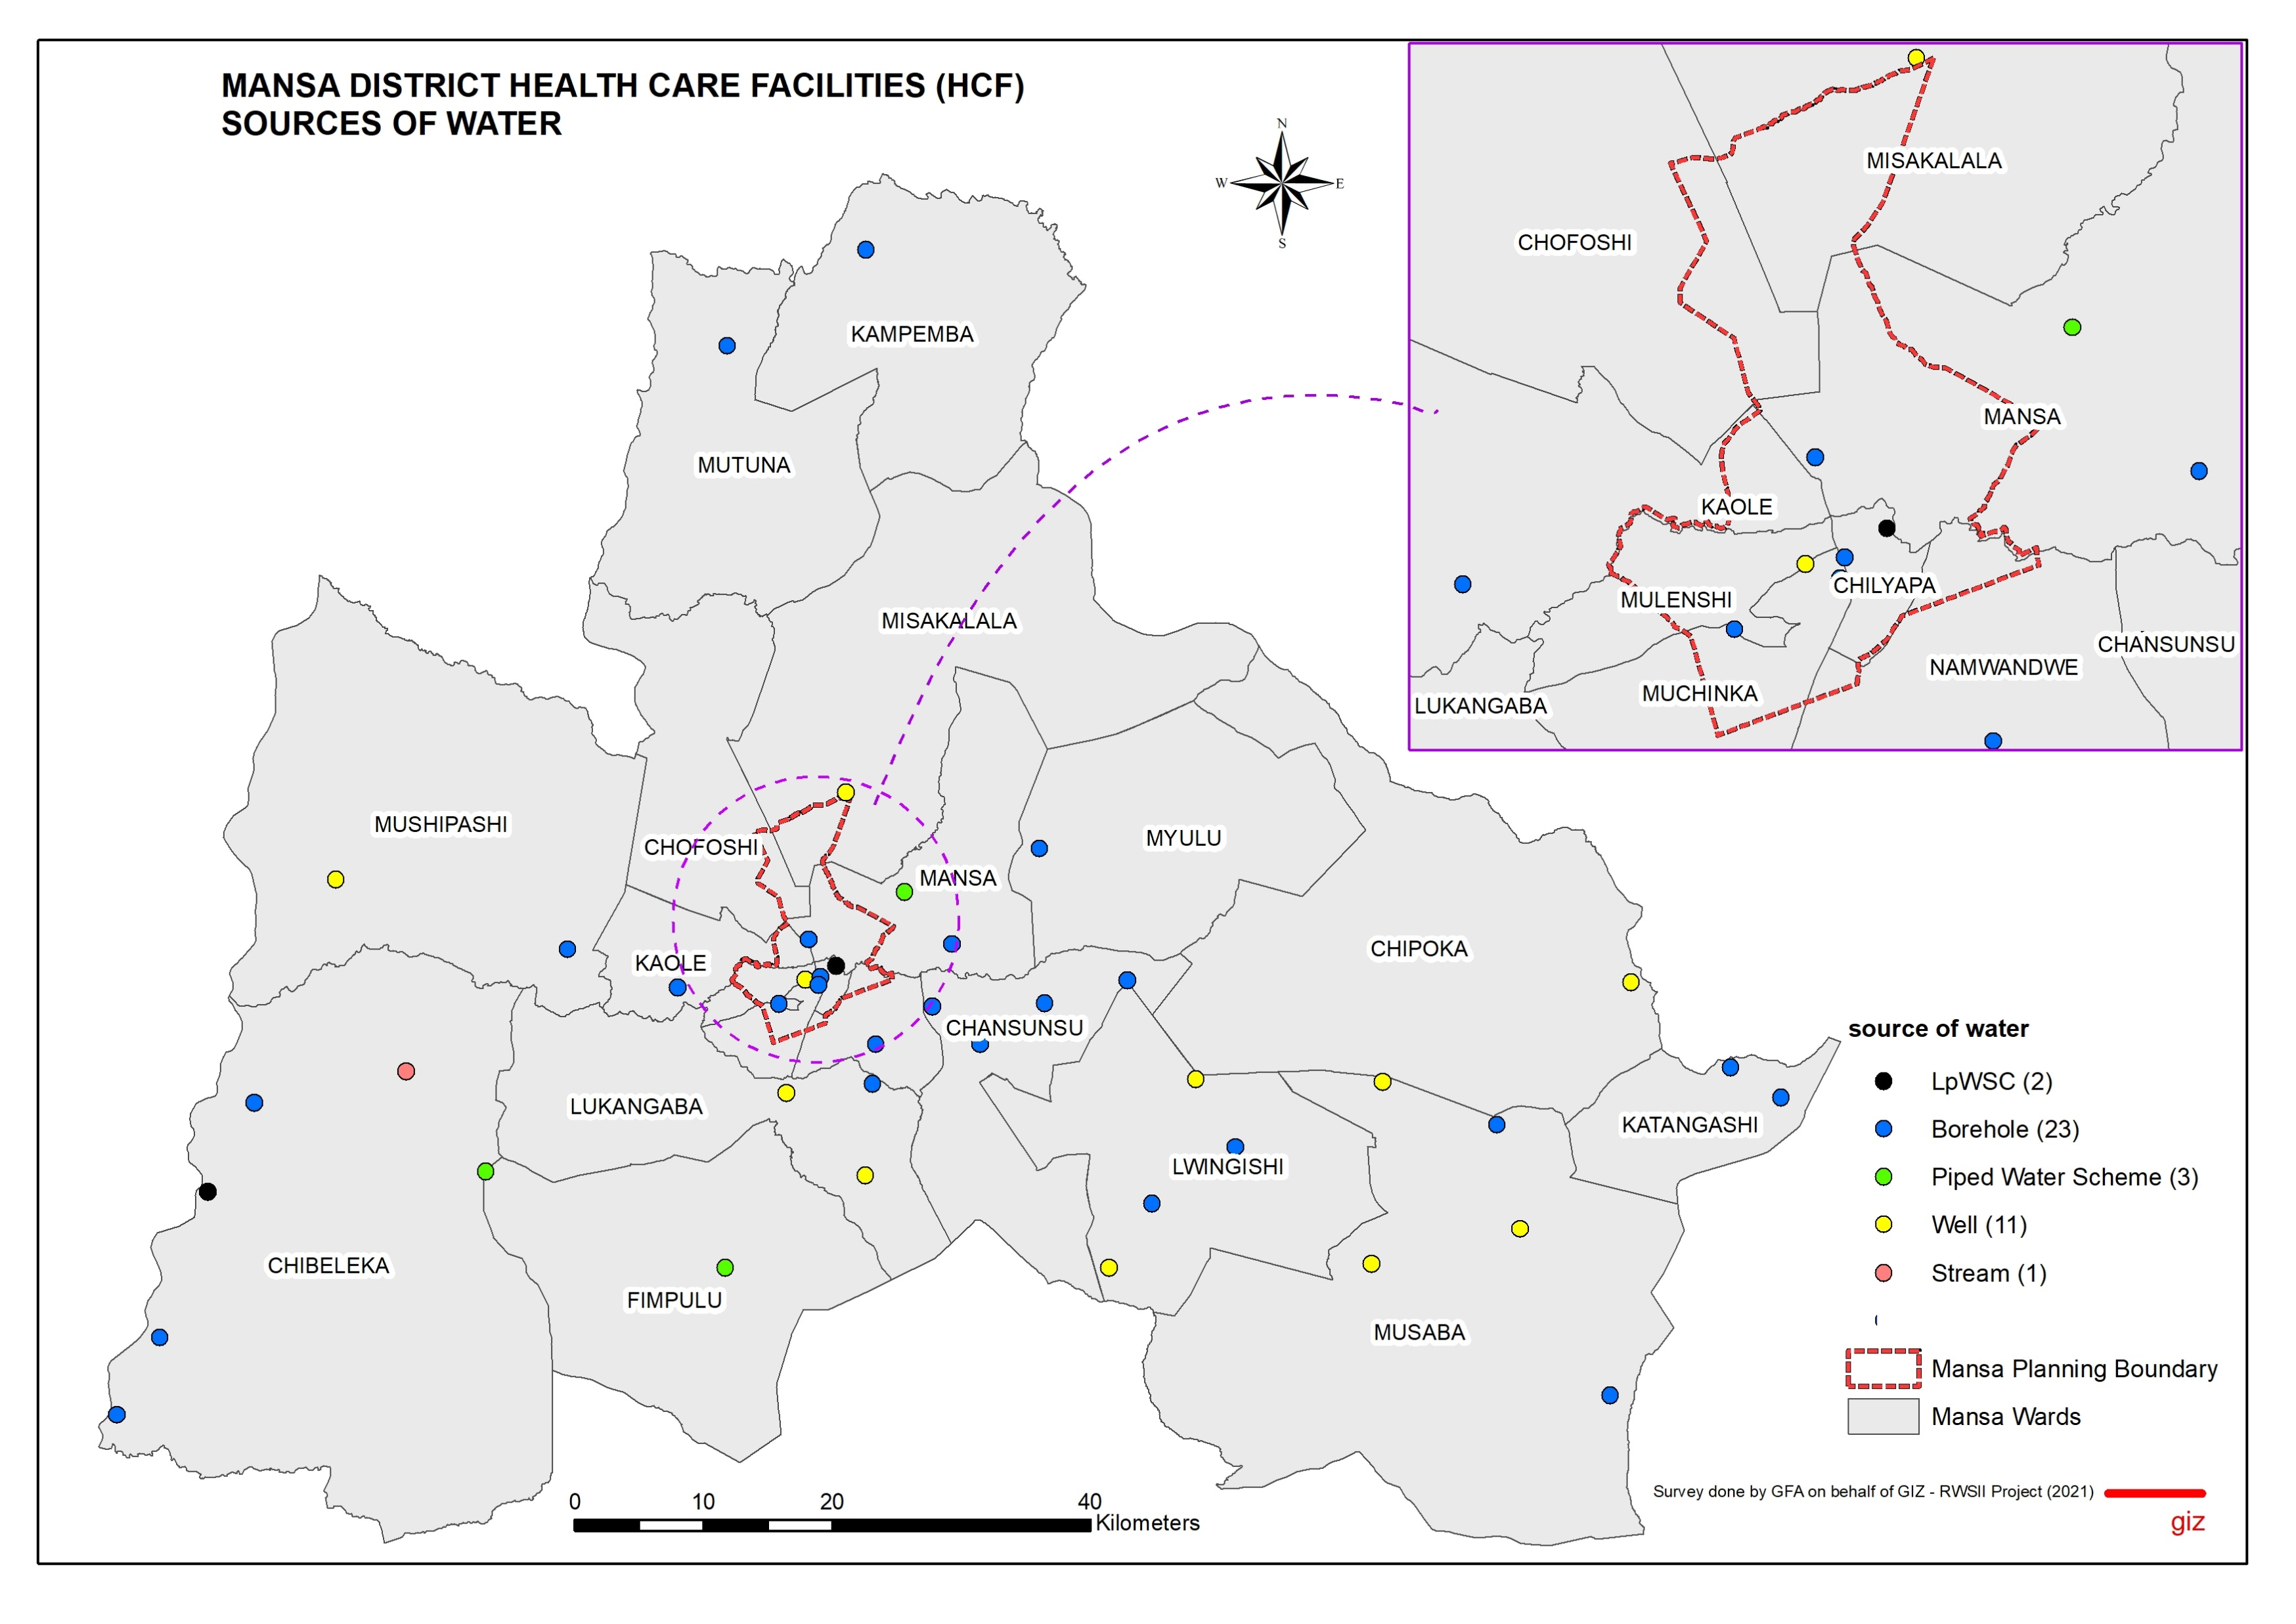 MANSA DISTRICT HEALTH CARE FACILITIES (HCF)
SOURCES OF WATER
N
W E
S
MISAKALALA
CHOFOSHI
MANSA
KAOLE
CHILYAPA
MULENSHI
CHANSUNSU
NAMWANDWE
MUCHINKA
LUKANGABA
KAMPEMBA
MUTUNA
MISAKALALA
MUSHIPASHI
MYULU
CHOFOSHI
MANSA
CHIPOKA
KAOLE
CHANSUNSU
LUKANGABA
KATANGASHI
LWINGISHI
CHIBELEKA
FIMPULU
MUSABA
source of water
LpWSC (2)
Borehole (23)
Piped Water Scheme (3)
Well (11)
Stream (1)
Mansa Planning Boundary
Mansa Wards
Survey done by GFA on behalf of GIZ - RWSII Project (2021)
giz
0 10 20 40
Kilometers